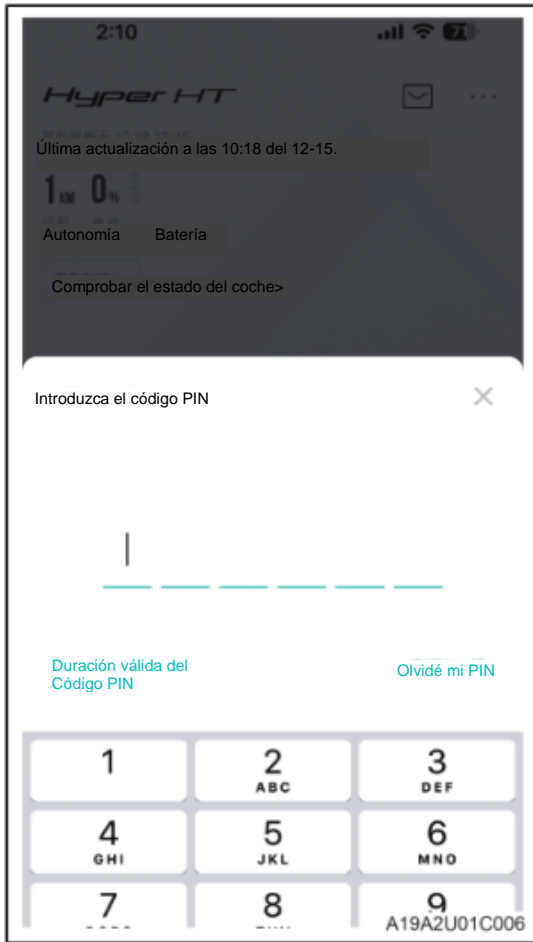 2:10
71
Hyper HT
Última actualización a las 10:18 del 12-15.
1 KM 0 %
Autonomía Batería
Comprobar el estado del coche>
Introduzca el código PIN
Duración válida del
Código PIN
Olvidé mi PIN
1 2 3
ABC DEF
4 5 6
GHI JKL MNO
7 8 9
A19A2U01C006